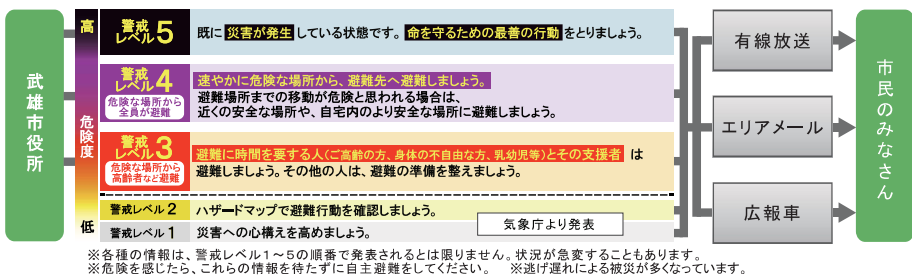 武雄市役所
高
危険度
低
警戒
レベル5
既に災害が発生している状態です。命を守るための最善の行動をとりましょう。
警戒
レベル4
危険な場所から
全員が避難
速やかに危険な場所から、避難先へ避難しましょう。
避難場所までの移動が危険と思われる場合は、
近くの安全な場所や、自宅内のより安全な場所に避難しましょう。
警戒
レベル3
危険な場所から
高齢者など避難
避難に時間を要する人(ご高齢の方、身体の不自由な方、乳幼児等)とその支援者は
避難しましょう。その他の人は、避難の準備を整えましょう。
警戒レベル2
ハザードマップで避難行動を確認しましょう。
警戒レベル1
災害への心構えを高めましょう。
気象庁より発表
有線放送
エリアメール
広報車
市民のみなさん
※各種の情報は、警戒レベル1~5の順番で発表されるとは限りません。状況が急変することもあります。
※危険を感じたら、これらの情報を待たずに自主避難をしてください。 ※逃げ遅れによる被災が多くなっています。